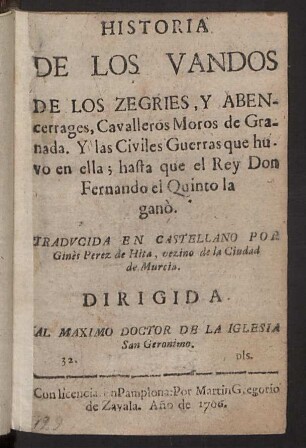 HISTORIA
DE LOS VANDOS
DE LOS ZEGRIES, Y ABEN-
cerrages, Cavalleros Moros de Gra-
nada. Y las Civiles Guerras que hu-
vo en ella; hasta que el Rey Don
Fernando el Quinto la
ganò.
TRADVCIDA EN CASTELLANO POR
Ginès Perez de Hita, vezino de la Ciudad
de Murcia.
DIRIGIDA
AL MAXIMO DOCTOR DE LA IGLESIA
San Geronimo.
32. pls.
Con licencia: en Pamplona: Por Martin Gregorio
de Zavala. Año de 1706.